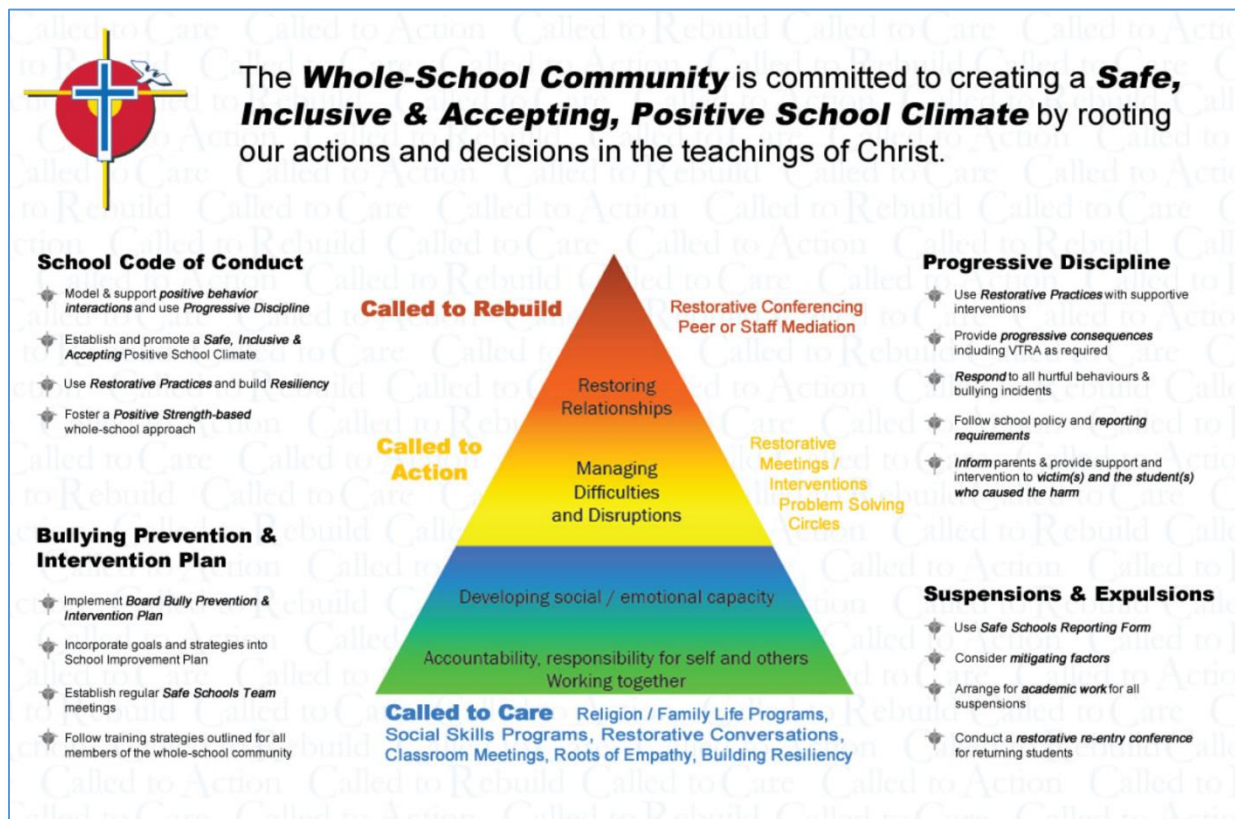 The Whole-School Community is committed to creating a Safe,
Inclusive & Accepting, Positive School Climate by rooting
our actions and decisions in the teachings of Christ.
School Code of Conduct
Model & support positive behavior
interactions and use Progressive Discipline
Establish and promote a Safe, Inclusive &
Accepting Positive School Climate
Use Restorative Practices and build Resiliency
Foster a Positive Strength-based
whole-school approach
Bullying Prevention &
Intervention Plan
Implement Board Bully Prevention &
Intervention Plan
Incorporate goals and strategies into
School Improvement Plan
Establish regular Safe Schools Team
meetings
Follow training strategies outlined for all
members of the whole-school community
Called to Rebuild
Restorative Conferencing
Peer or Staff Mediation
Restoring
Relationships
Called to
Action
Managing
Difficulties
and Disruptions
Restorative
Meetings /
Interventions
Problem Solving
Circles
Developing social / emotional capacity
Accountability, responsibility for self and others
Working together
Called to Care Religion / Family Life Programs,
Social Skills Programs, Restorative Conversations,
Classroom Meetings, Roots of Empathy, Building Resiliency
Progressive Discipline
Use Restorative Practices with supportive
interventions
Provide progressive consequences
including VTRA as required
Respond to all hurtful behaviours &
bullying incidents
Follow school policy and reporting
requirements
Inform parents & provide support and
intervention to victim(s) and the student(s)
who caused the harm
Suspensions & Expulsions
Use Safe Schools Reporting Form
Consider mitigating factors
Arrange for academic work for all
suspensions
Conduct a restorative re-entry conference
for returning students